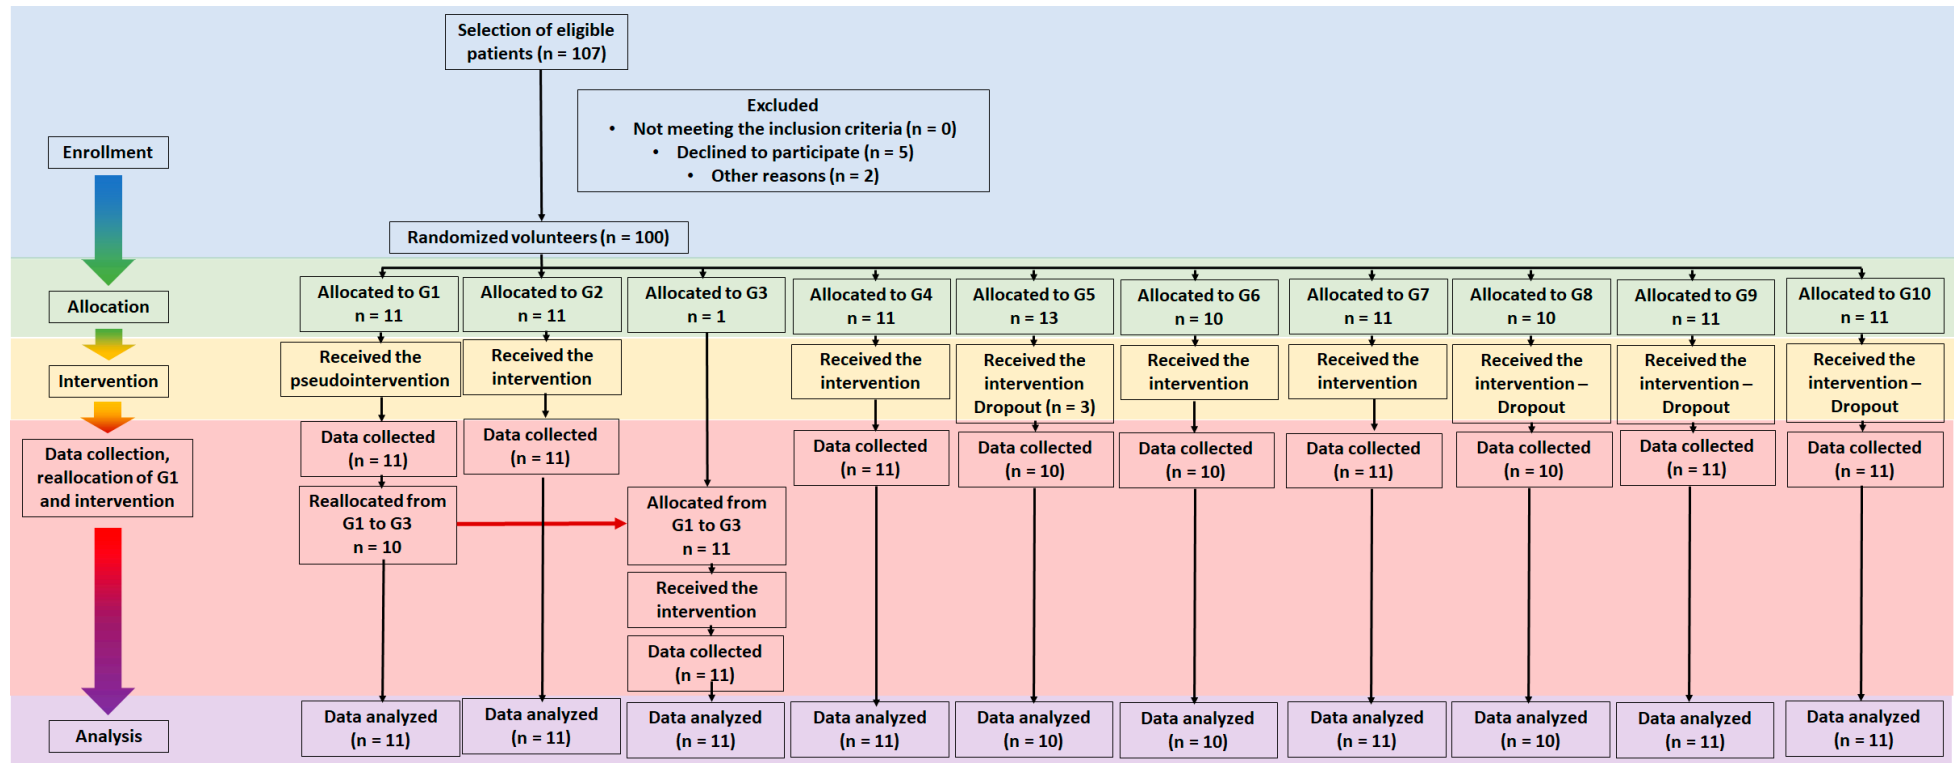 Selection of eligible
patients (n = 107)
Excluded
• Not meeting the inclusion criteria (n = 0)
• Declined to participate (n = 5)
• Other reasons (n = 2)
Enrollment
Randomized volunteers (n = 100)
Allocation
Allocated to G1
n = 11
Allocated to G2
n = 11
Allocated to G3
n = 1
Allocated to G4
n = 11
Allocated to G5
n = 13
Allocated to G6
n = 10
Allocated to G7
n = 11
Allocated to G8
n = 10
Allocated to G9
n = 11
Allocated to G10
n = 11
Intervention
Received the
pseudointervention
Received the
intervention
Received the
intervention
Received the
intervention
Dropout (n = 3)
Received the
intervention
Received the
intervention
Received the
intervention –
Dropout
Received the
intervention –
Dropout
Received the
intervention –
Dropout
Data collection,
reallocation of G1
and intervention
Data collected
(n = 11)
Data collected
(n = 11)
Data collected
(n = 11)
Data collected
(n = 10)
Data collected
(n = 10)
Data collected
(n = 11)
Data collected
(n = 10)
Data collected
(n = 11)
Data collected
(n = 11)
Reallocated from
G1 to G3
n = 10
Allocated from
G1 to G3
n = 11
Received the
intervention
Data collected
(n = 11)
Analysis
Data analyzed
(n = 11)
Data analyzed
(n = 11)
Data analyzed
(n = 11)
Data analyzed
(n = 11)
Data analyzed
(n = 10)
Data analyzed
(n = 10)
Data analyzed
(n = 11)
Data analyzed
(n = 10)
Data analyzed
(n = 11)
Data analyzed
(n = 11)